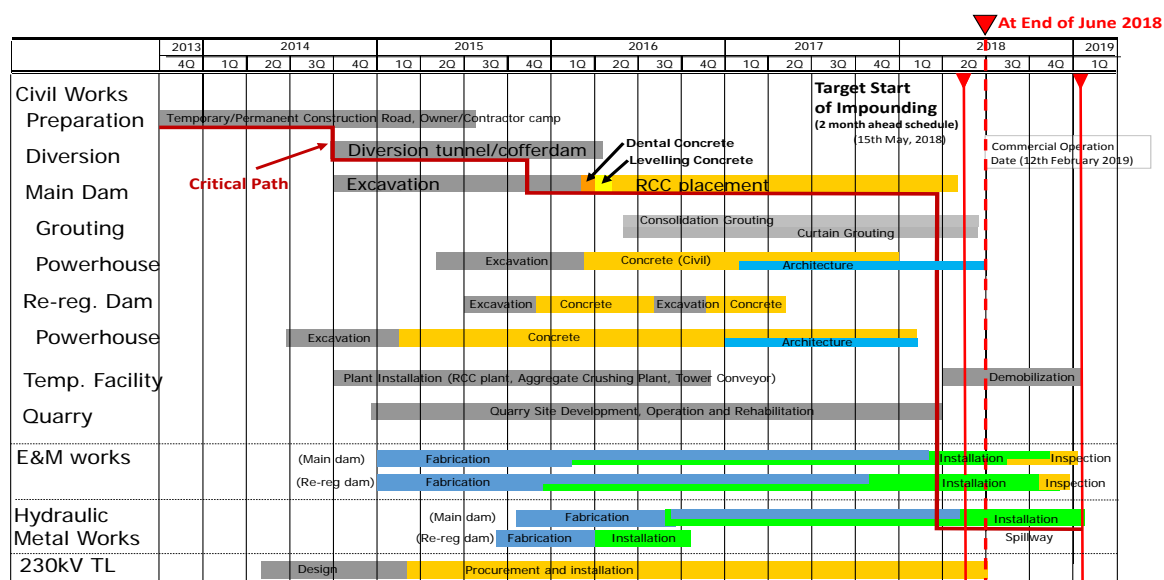 At End of June 2018
2013 2014 2015 2016 2017 2018 2019
4Q 1Q 2Q 3Q 4Q 1Q 2Q 3Q 4Q 1Q 2Q 3Q 4Q 1Q 2Q 3Q 4Q 1Q 2Q 3Q 4Q 1Q
Target Start
of Impounding
(2 month ahead schedule)
(15th May, 2018)
Commercial Operation
Date (12th February 2019)
Civil Works
Preparation Temporary/Permanent Construction Road, Owner/Contractor camp
Dental Concrete
Levelling Concrete
Diversion Diversion tunnel/cofferdam
Critical Path
Main Dam Excavation RCC placement
Grouting Consolidation Grouting
Curtain Grouting
Powerhouse Excavation Concrete (Civil) Architecture
Re-reg. Dam Excavation Concrete Excavation Concrete
Powerhouse Excavation Concrete Architecture
Temp. Facility Plant Installation (RCC plant, Aggregate Crushing Plant, Tower Conveyor) Demobilization
Quarry Quarry Site Development, Operation and Rehabilitation
E&M works (Main dam) Fabrication Installation Inspection
(Re-reg dam) Fabrication Installation Inspection
Hydraulic (Main dam) Fabrication Installation
Metal Works (Re-reg dam) Fabrication Installation Spillway
230kV TL Design Procurement and installation